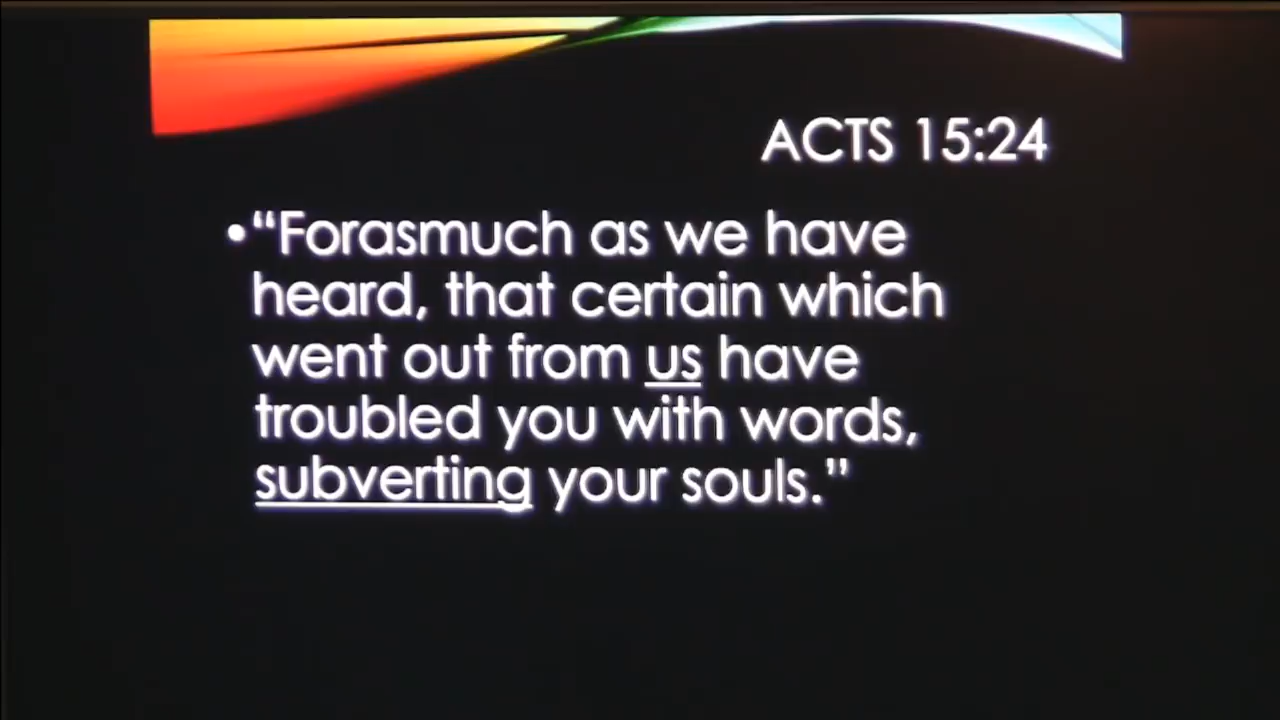 ACTS 15:24
•“Forasmuch as we have
heard, that certain which
went out from us have
troubled you with words,
subverting your souls.”